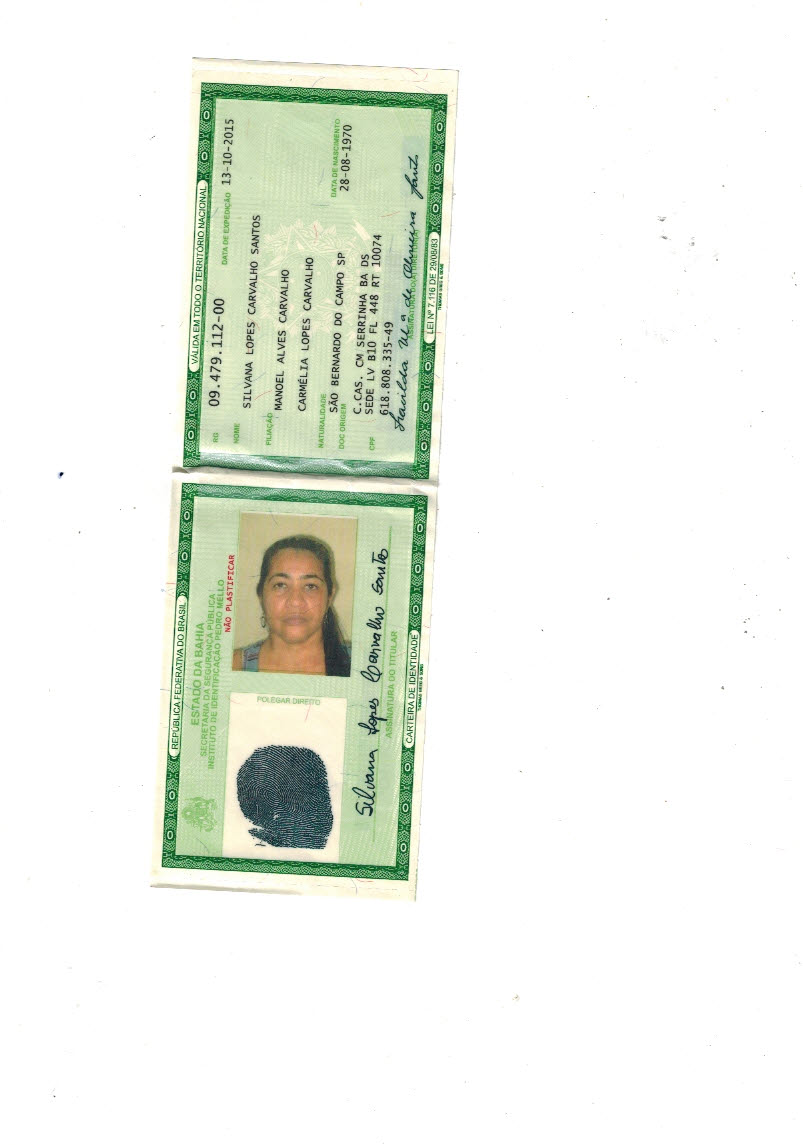 REPÚBLICA FEDERATIVA DO BRASIL
ESTADO DA BAHIA
SECRETARIA DA SEGURANÇA PÚBLICA
INSTITUTO DE IDENTIFICAÇÃO PEDRO MELLO
NÃO PLASTIFICAR
POLEGAR DIREITO
Silvana Lopes Carvalho Santos
ASSINATURA DO TITULAR
CARTEIRA DE IDENTIDADE
THOMAS GREG & SONS
VÁLIDA EM TODO O TERRITÓRIO NACIONAL
RG 09.479.112-00 DATA DE EXPEDIÇÃO 13-10-2015
NOME
SILVANA LOPES CARVALHO SANTOS
FILIAÇÃO
MANOEL ALVES CARVALHO
CARMÉLIA LOPES CARVALHO
NATURALIDADE DATA DE NASCIMENTO
SÃO BERNARDO DO CAMPO SP 28-08-1970
DOC ORIGEM
C.CAS. CM SERRINHA BA DS
SEDE LV B10 FL 448 RT 10074
CPF
618.808.335-49
Mª de Oliveira Santos
ASSINATURA DO(A) DIRETOR(A)
LEI Nº 7.116 DE 29/08/83
THOMAS GREG & SONS